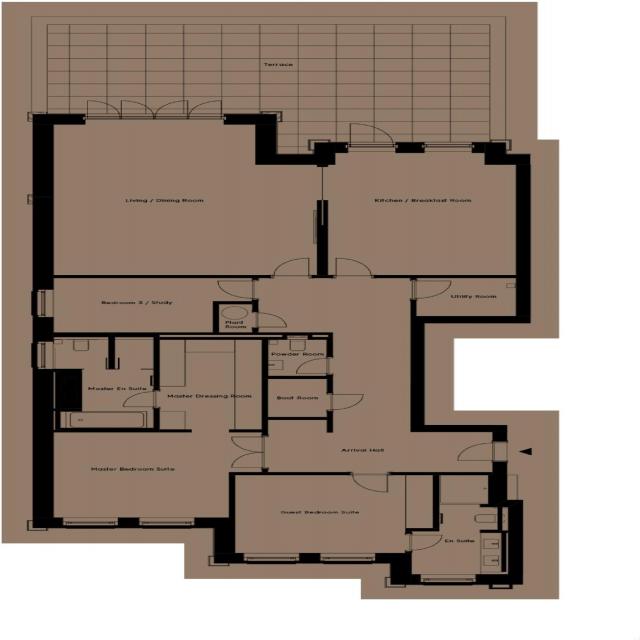 Terrace
Living / Dining Room
Kitchen / Breakfast Room
Bedroom 3 / Study
Utility Room
Plant
Room
Powder Room
Master En Suite
Master Dressing Room
Boot Room
Arrival Hall
Master Bedroom Suite
Guest Bedroom Suite
En Suite